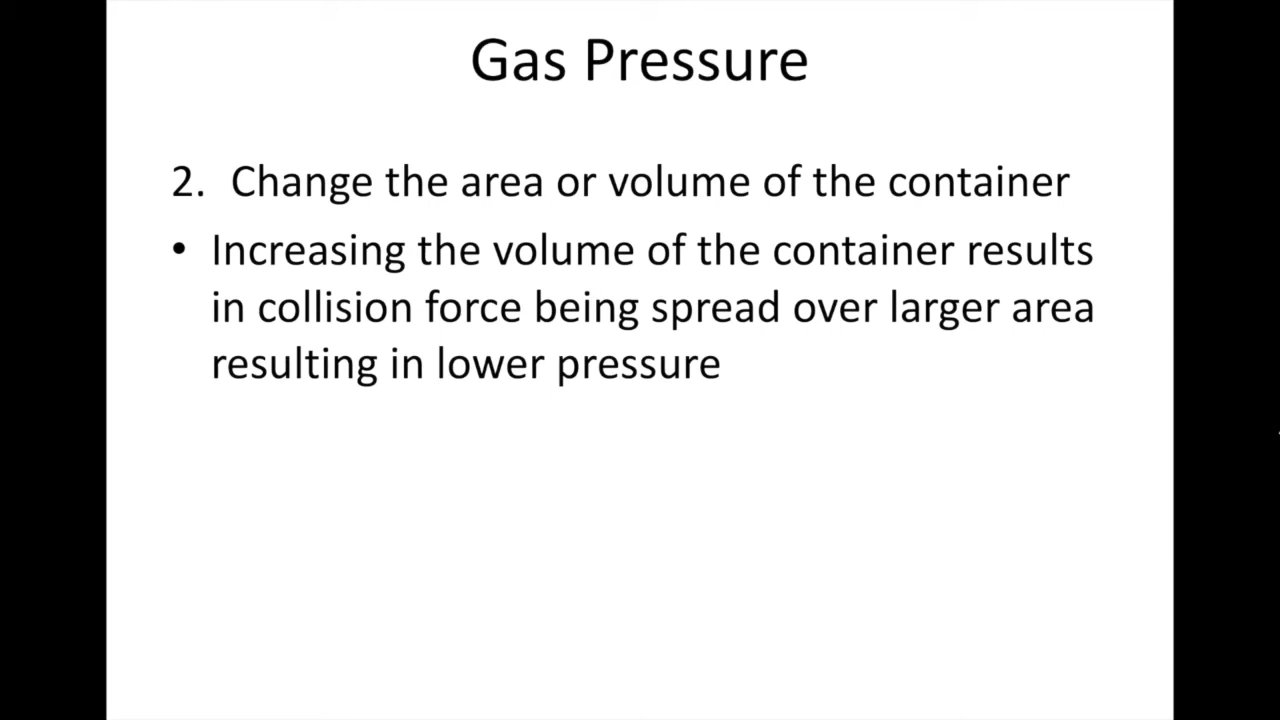 Gas Pressure
2. Change the area or volume of the container
• Increasing the volume of the container results
in collision force being spread over larger area
resulting in lower pressure